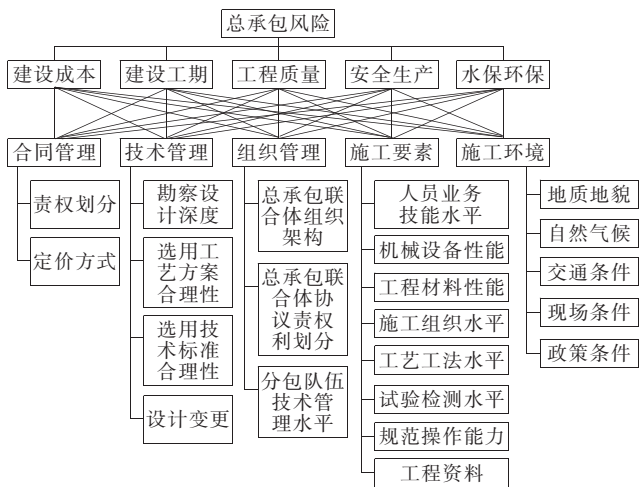 总承包风险
建设成本
建设工期
工程质量
安全生产
水保环保
合同管理
技术管理
组织管理
施工要素
施工环境
责权划分
定价方式
勘察设
计深度
选用工
艺方案
合理性
选用技
术标准
合理性
设计变更
总承包联
合体组织
架构
总承包联
合体协
议责权
利划分
分包队伍
技术管
理水平
人员业务
技能水平
机械设备性能
工程材料性能
施工组织水平
工艺工法水平
试验检测水平
规范操作能力
工程资料
地质地貌
自然气候
交通条件
现场条件
政策条件